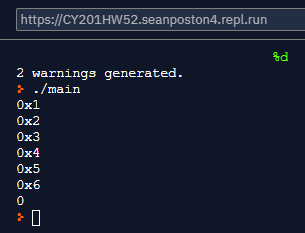 https://CY201HW52.seanposton4.repl.run
%d
2 warnings generated.
> ./main
0x1
0x2
0x3
0x4
0x5
0x6
0
>